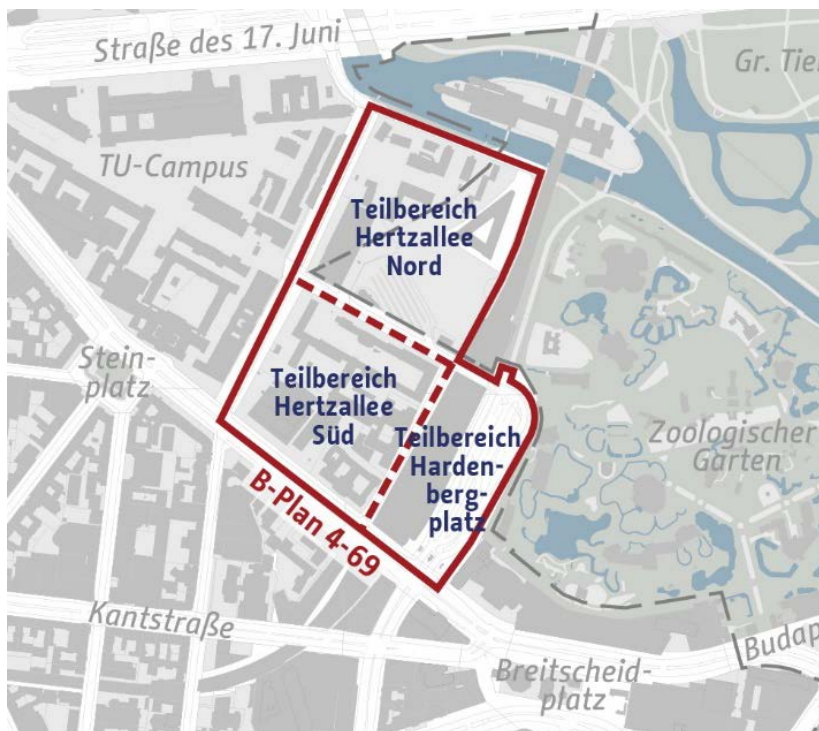 Straße des 17. Juni
Gr. Tie
TU-Campus
Teilbereich
Hertzallee
Nord
Stein-
platz
Teilbereich
Hertzallee
Süd
Teilbereich
Harden-
berg-
platz
Zoologischer
Garten
B-Plan 4-69
Kantstraße
Breitscheid-
platz
Budap